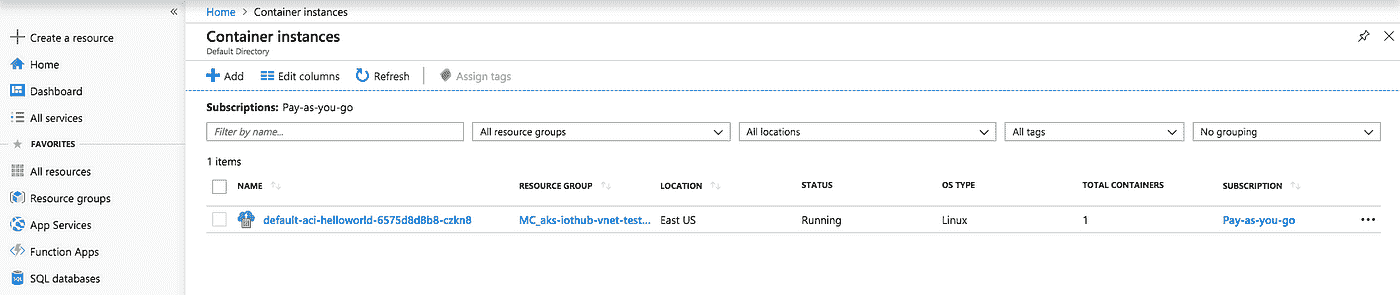 «
Create a resource
Home
Dashboard
All services
FAVORITES
All resources
Resource groups
App Services
Function Apps
SQL
SQL databases
Home > Container instances
Container instances
Default Directory
Add Edit columns Refresh Assign tags
Subscriptions: Pay-as-you-go
Filter by name... All resource groups All locations All tags No grouping
1 items
NAME RESOURCE GROUP LOCATION STATUS OS TYPE TOTAL CONTAINERS SUBSCRIPTION
default-aci-helloworld-6575d8d8b8-czkn8 MC_aks-iothub-vnet-test... East US Running Linux 1 Pay-as-you-go